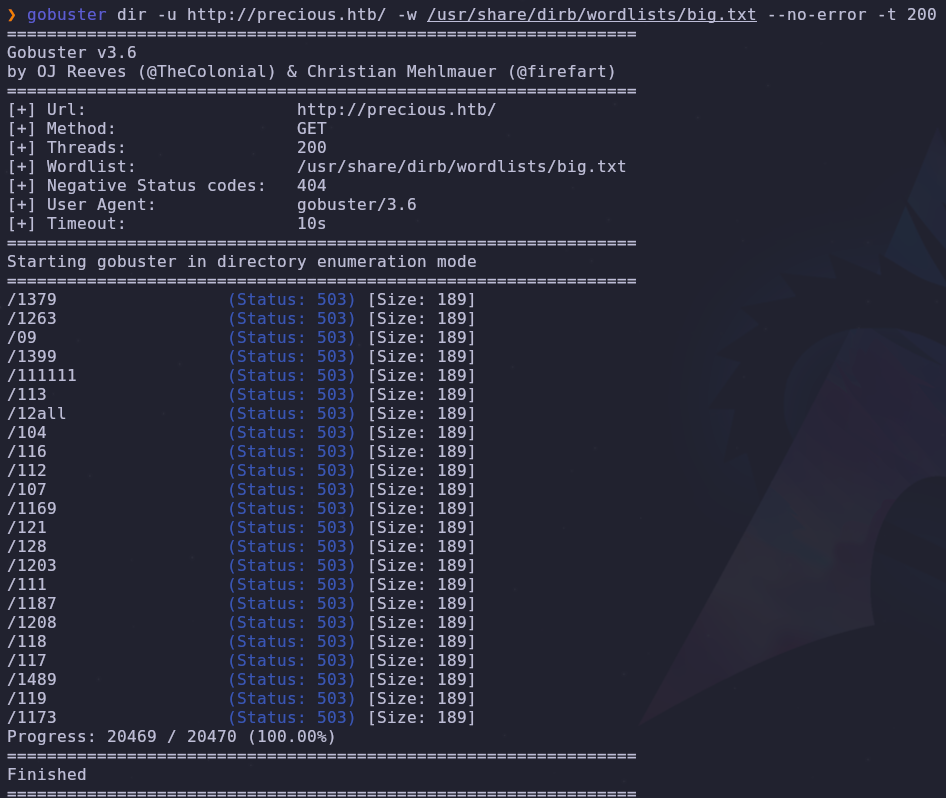 ❯ gobuster dir -u http://precious.htb/ -w /usr/share/dirb/wordlists/big.txt --no-error -t 200
===============================================================
Gobuster v3.6
by OJ Reeves (@TheColonial) & Christian Mehlmauer (@firefart)
===============================================================
[+] Url:                     http://precious.htb/
[+] Method:                  GET
[+] Threads:                 200
[+] Wordlist:                /usr/share/dirb/wordlists/big.txt
[+] Negative Status codes:   404
[+] User Agent:              gobuster/3.6
[+] Timeout:                 10s
===============================================================
Starting gobuster in directory enumeration mode
===============================================================
/1379                 (Status: 503) [Size: 189]
/1263                 (Status: 503) [Size: 189]
/09                   (Status: 503) [Size: 189]
/1399                 (Status: 503) [Size: 189]
/111111               (Status: 503) [Size: 189]
/113                  (Status: 503) [Size: 189]
/12all                (Status: 503) [Size: 189]
/104                  (Status: 503) [Size: 189]
/116                  (Status: 503) [Size: 189]
/112                  (Status: 503) [Size: 189]
/107                  (Status: 503) [Size: 189]
/1169                 (Status: 503) [Size: 189]
/121                  (Status: 503) [Size: 189]
/128                  (Status: 503) [Size: 189]
/1203                 (Status: 503) [Size: 189]
/111                  (Status: 503) [Size: 189]
/1187                 (Status: 503) [Size: 189]
/1208                 (Status: 503) [Size: 189]
/118                  (Status: 503) [Size: 189]
/117                  (Status: 503) [Size: 189]
/1489                 (Status: 503) [Size: 189]
/119                  (Status: 503) [Size: 189]
/1173                 (Status: 503) [Size: 189]
Progress: 20469 / 20470 (100.00%)
===============================================================
Finished
===============================================================